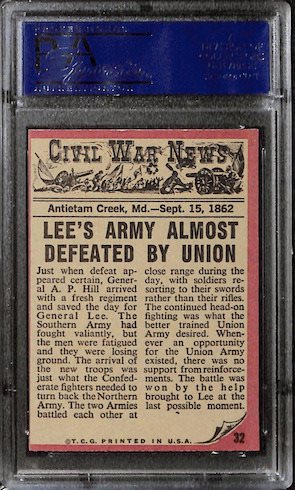 CIVIL WAR NEWS
Antietam Creek, Md.—Sept. 15, 1862
LEE'S ARMY ALMOST
DEFEATED BY UNION
Just when defeat ap-
peared certain, Gener-
al A. P. Hill arrived
with a fresh regiment
and saved the day for
General Lee. The
Southern Army had
fought valiantly, but
the men were fatigued
and they were losing
ground. The arrival of
the new troops was
just what the Confed-
erate fighters needed to
turn back the Northern
Army. The two Armies
battled each other at
close range during the
day, with soldiers re-
sorting to their swords
rather than their rifles.
The continued head-on
fighting was what the
better trained Union
Army desired. When-
ever an opportunity
for the Union Army
existed, there was no
support from reinforce-
ments. The battle was
won by the help
brought to Lee at the
last possible moment.
32
©T.C.G. PRINTED IN U.S.A.